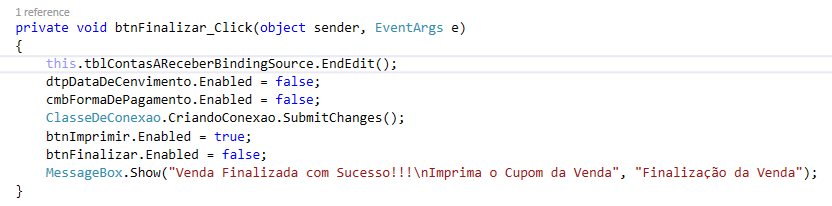 1 reference
private void btnFinalizar_Click(object sender, EventArgs e)
{
this.tblContasAReceberBindingSource.EndEdit();
dtpDataDeCenvimento.Enabled = false;
cmbFormaDePagamento.Enabled = false;
ClasseDeConexao.CriandoConexao.SubmitChanges();
btnImprimir.Enabled = true;
btnFinalizar.Enabled = false;
MessageBox.Show("Venda Finalizada com Sucesso!!!\nImprima o Cupom da Venda", "Finalização da Venda");
}